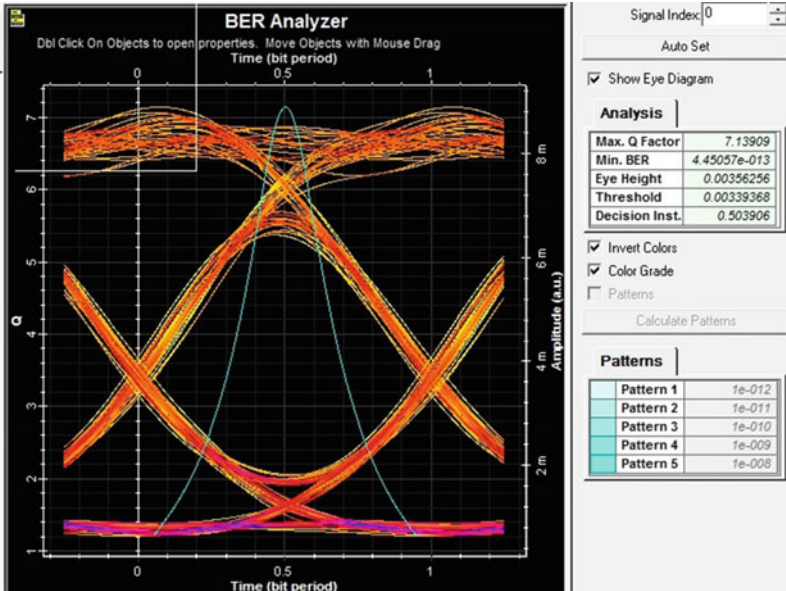 BER Analyzer
Dbl Click On Objects to open properties. Move Objects with Mouse Drag
Time (bit period)
0 0.5 1
7
6
5
4
3
2
1
Q
8 m
6 m
4 m
2 m
Amplitude (a.u.)
0 0.5 1
Time (bit period)
Signal Index: 0
Auto Set
Show Eye Diagram
Analysis
Max. Q Factor 7.13909
Min. BER 4.45057e-013
Eye Height 0.00356256
Threshold 0.00339368
Decision Inst. 0.503906
Invert Colors
Color Grade
Patterns
Calculate Patterns
Patterns
Pattern 1 1e-012
Pattern 2 1e-011
Pattern 3 1e-010
Pattern 4 1e-009
Pattern 5 1e-008